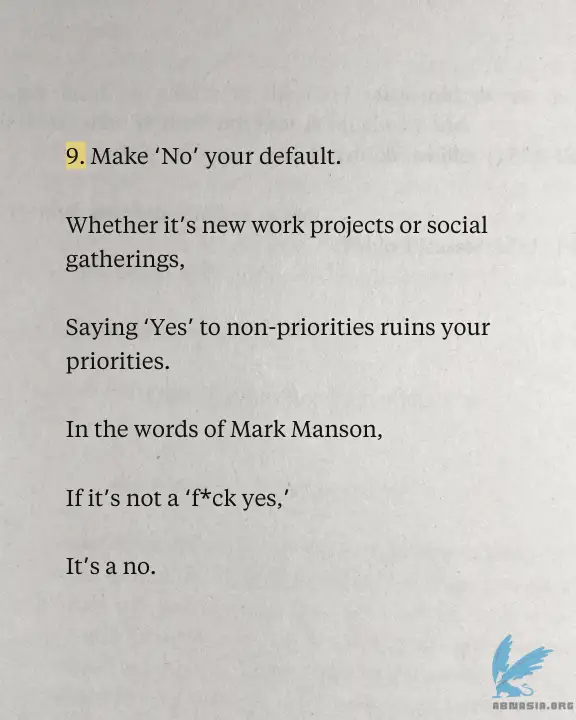 9. Make ‘No’ your default.
Whether it’s new work projects or social
gatherings,
Saying ‘Yes’ to non-priorities ruins your
priorities.
In the words of Mark Manson,
If it’s not a ‘f*ck yes,’
It’s a no.
ABMASIA.ORG